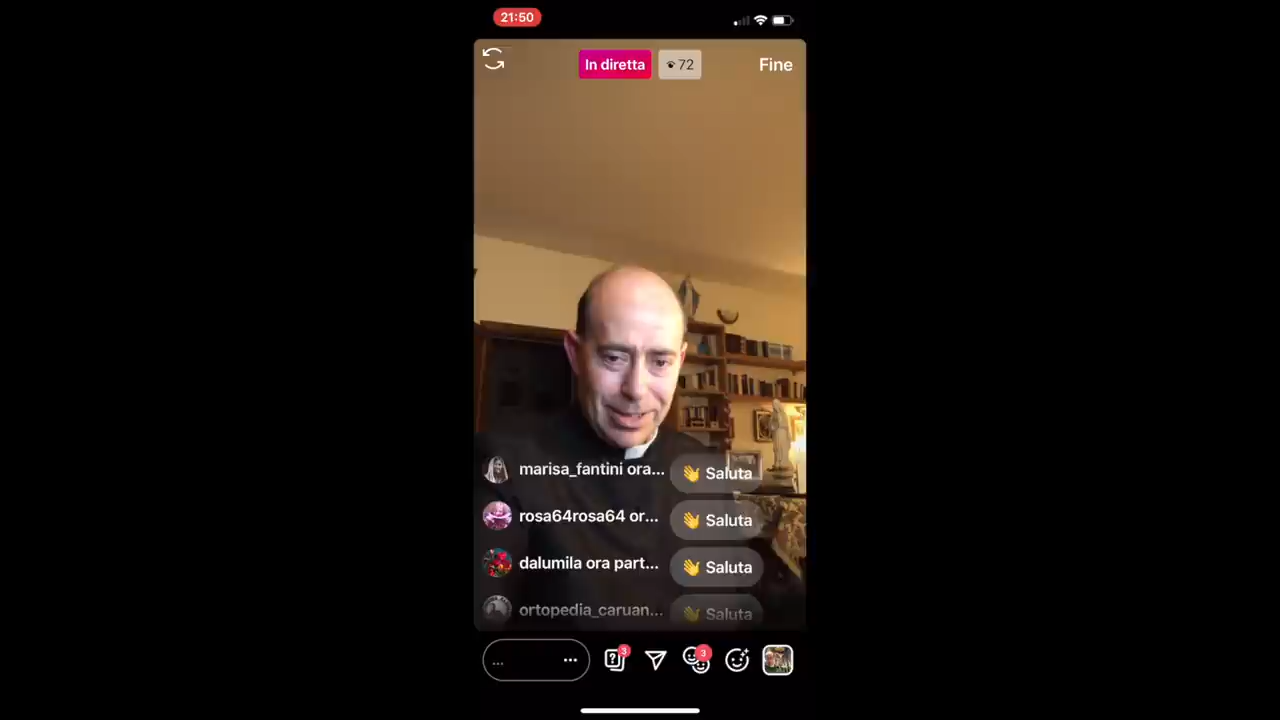 21:50
In diretta
72
Fine
marisa_fantini ora...
👋 Saluta
rosa64rosa64 or...
👋 Saluta
dalumila ora part...
👋 Saluta
ortopedia_caruan...
👋 Saluta
...
3
3